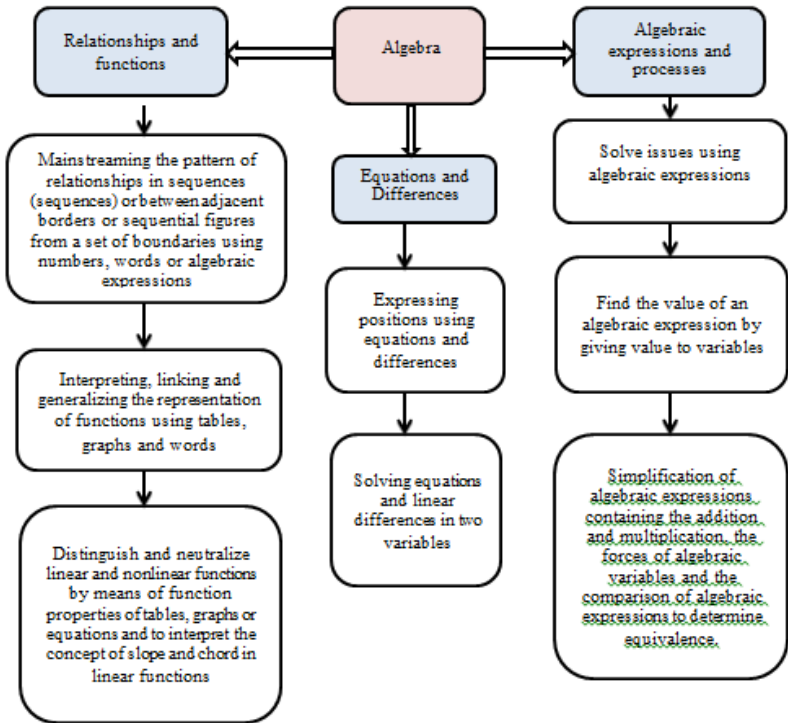 Relationships and
functions
Mainstreaming the pattern of
relationships in sequences
(sequences) or between adjacent
borders or sequential figures
from a set of boundaries using
numbers, words or algebraic
expressions
Interpreting, linking and
generalizing the representation
of functions using tables,
graphs and words
Distinguish and neutralize
linear and nonlinear functions
by means of function
properties of tables, graphs or
equations and to interpret the
concept of slope and chord in
linear functions
Algebra
Equations and
Differences
Expressing
positions using
equations and
differences
Solving equations
and linear
differences in two
variables
Algebraic
expressions and
processes
Solve issues using
algebraic expressions
Find the value of an
algebraic expression by
giving value to variables
Simplification of
algebraic expressions
containing the addition
and multiplication, the
forces of algebraic
variables and the
comparison of algebraic
expressions to determine
equivalence.